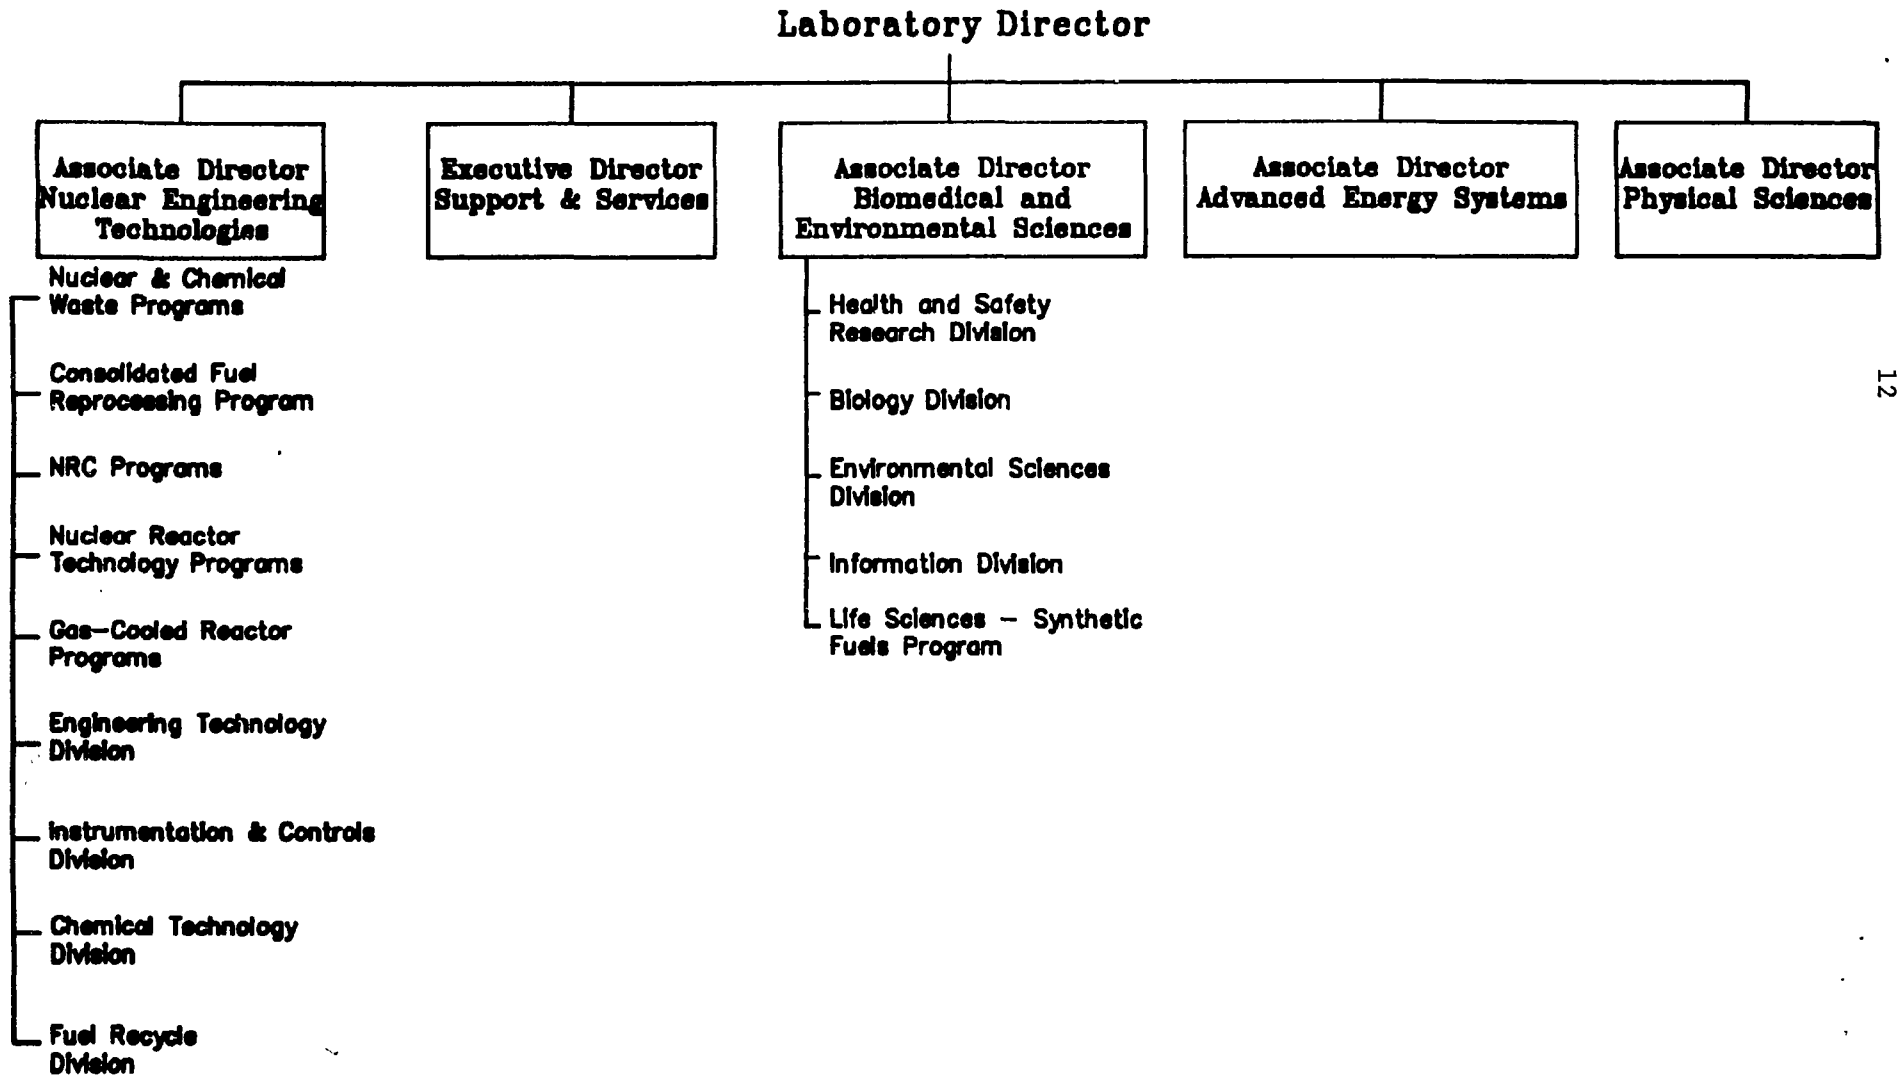 Laboratory Director
Associate Director
Nuclear Engineering
Technologies
Executive Director
Support & Services
Associate Director
Biomedical and
Environmental Sciences
Associate Director
Advanced Energy Systems
Associate Director
Physical Sciences
Nuclear & Chemical
Waste Programs
Consolidated Fuel
Reprocessing Program
NRC Programs
Nuclear Reactor
Technology Programs
Gas-Cooled Reactor
Programs
Engineering Technology
Division
Instrumentation & Controls
Division
Chemical Technology
Division
Fuel Recycle
Division
Health and Safety
Research Division
Biology Division
Environmental Sciences
Division
Information Division
Life Sciences — Synthetic
Fuels Program
12